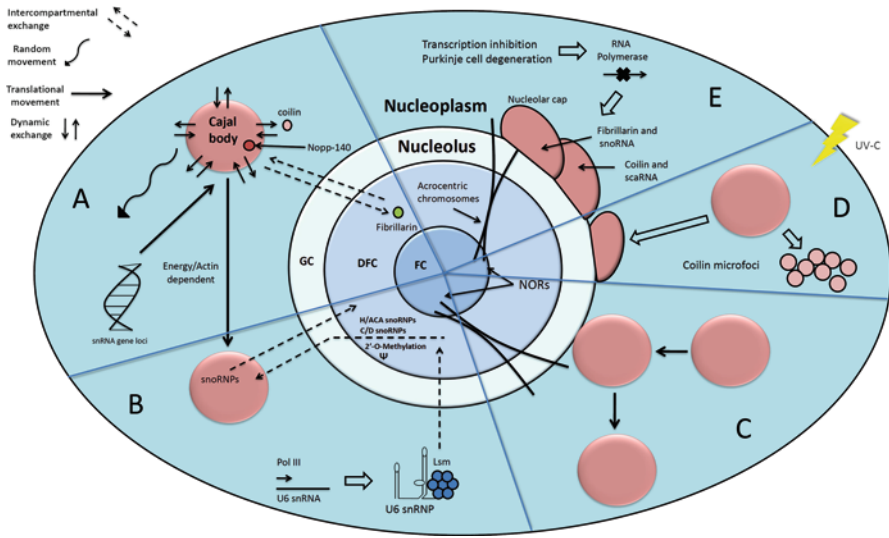 Intercompartmental
exchange
Random
movement
Translational
movement
Dynamic
exchange
A
Cajal
body
coilin
Nopp-140
Fibrillarin
Energy/Actin
dependent
snRNA gene loci
Nucleoplasm
Nucleolus
Acrocentric
chromosomes
GC
DFC
FC
NORs
H/ACA snoRNPs
C/D snoRNPs
2'-O-Methylation
Ψ
B
snoRNPs
Pol III
U6 snRNA
Lsm
U6 snRNP
C
D
UV-C
Coilin microfoci
E
Transcription inhibition
Purkinje cell degeneration
RNA
Polymerase
Nucleolar cap
Fibrillarin and
snoRNA
Coilin and
scaRNA